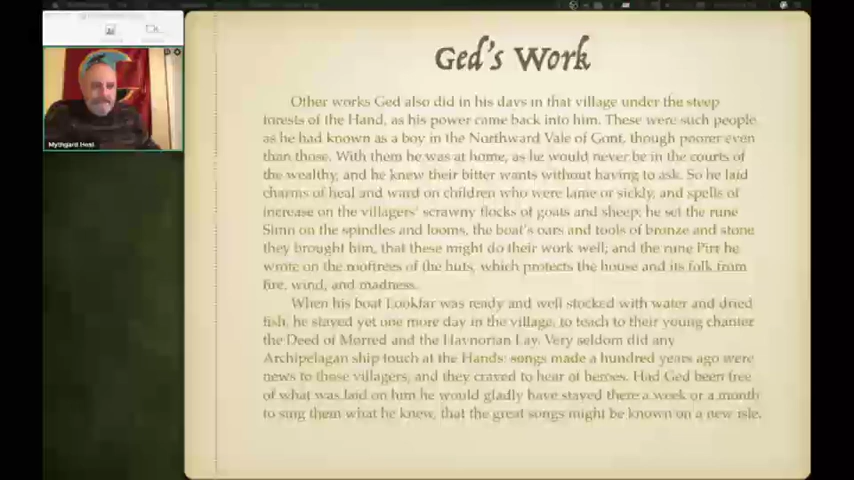 Ged's Work
Other works Ged also did in his days in that village under the steep
forests of the Hand, as his power came back into him. These were such people
as he had known as a boy in the Northward Vale of Gont, though poorer even
than those. With them he was at home, as he would never be in the courts of
the wealthy, and he knew their bitter wants without having to ask. So he laid
charms of heal and ward on children who were lame or sickly, and spells of
increase on the villagers' scrawny flocks of goats and sheep; he set the rune
Simn on the spindles and looms, the boat's oars and tools of bronze and stone
they brought him, that these might do their work well; and the rune Pirr he
wrote on the rooftrees of the huts, which protects the house and its folk from
fire, wind, and madness.
When his boat Lookfar was ready and well stocked with water and dried
fish, he stayed yet one more day in the village, to teach to their young chanter
the Deed of Morred and the Havnorian Lay. Very seldom did any
Archipelagan ship touch at the Hands; songs made a hundred years ago were
news to those villagers, and they craved to hear of heroes. Had Ged been free
of what was laid on him he would gladly have stayed there a week or a month
to sing them what he knew, that the great songs might be known on a new isle.
Mythgard Host